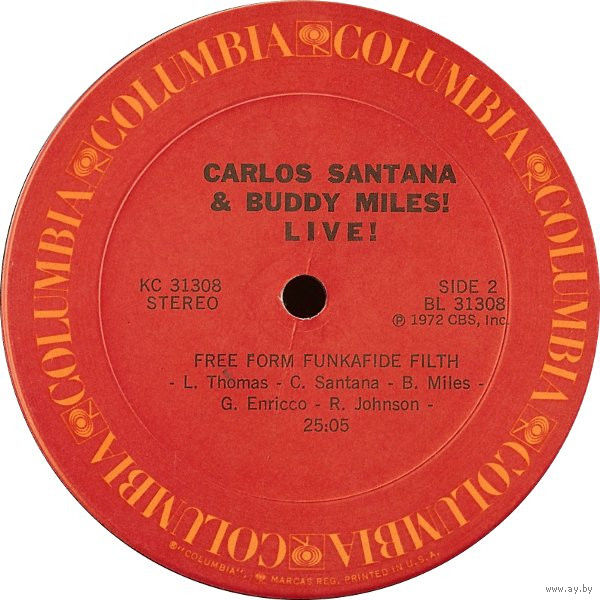 COLUMBIA COLUMBIA COLUMBIA COLUMBIA COLUMBIA COLUMBIA COLUMBIA COLUMBIA
CARLOS SANTANA
& BUDDY MILES!
LIVE!
KC 31308
STEREO
SIDE 2
BL 31308
Ⓟ 1972 CBS, Inc.
FREE FORM FUNKAFIDE FILTH
- L. Thomas - C. Santana - B. Miles -
G. Enricco - R. Johnson -
25:05
®"COLUMBIA", MARCAS REG. PRINTED IN U.S.A.
www.ay.by